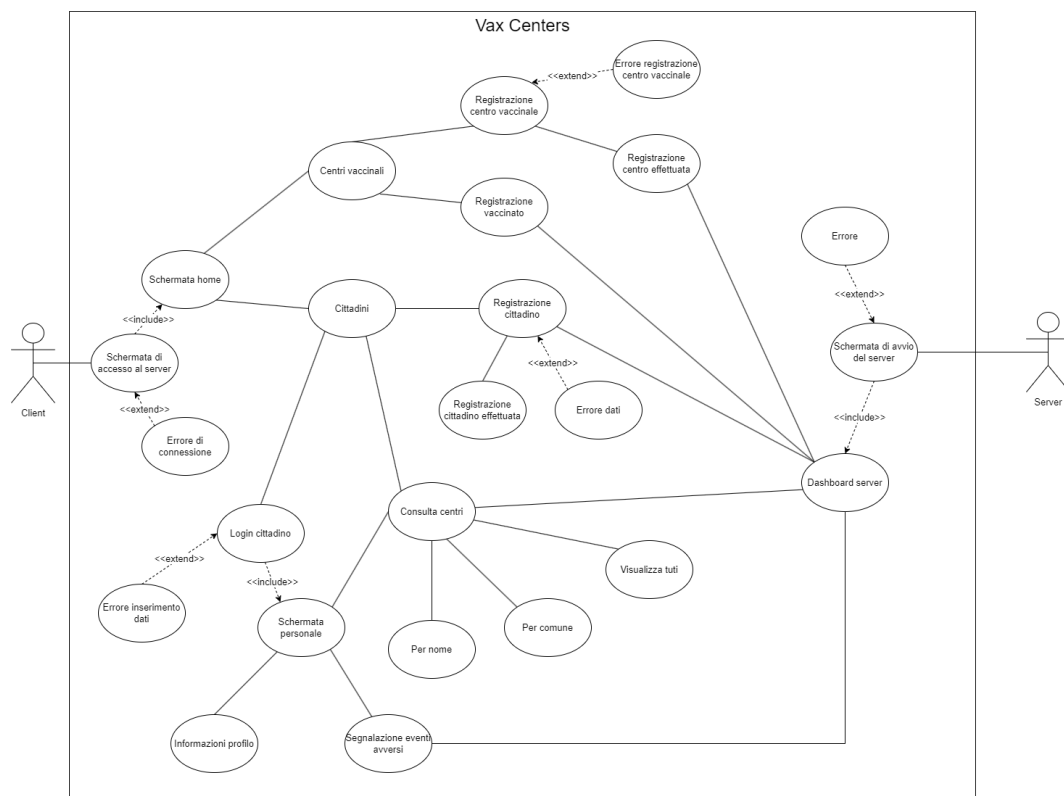 Vax Centers
Errore registrazione
centro vaccinale
<<extend>>
Registrazione
centro vaccinale
Centri vaccinali
Registrazione
centro effettuata
Registrazione
vaccinato
Errore
Schermata home
<<extend>>
Cittadini
Registrazione
cittadino
<<include>>
Schermata di
accesso al server
Schermata di avvio
del server
<<extend>>
Client
Server
<<extend>>
Registrazione
cittadino effettuata
Errore dati
<<include>>
Errore di
connessione
Dashboard server
Consulta centri
Login cittadino
<<extend>>
Visualizza tuti
<<include>>
Errore inserimento
dati
Schermata
personale
Per comune
Per nome
Informazioni profilo
Segnalazione eventi
avversi